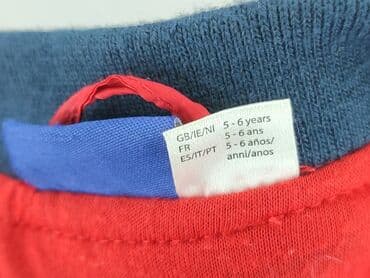 GB/IE/NI 5 - 6 years
FR 5 - 6 ans
ES/IT/PT 5 - 6 años/
anni/anos